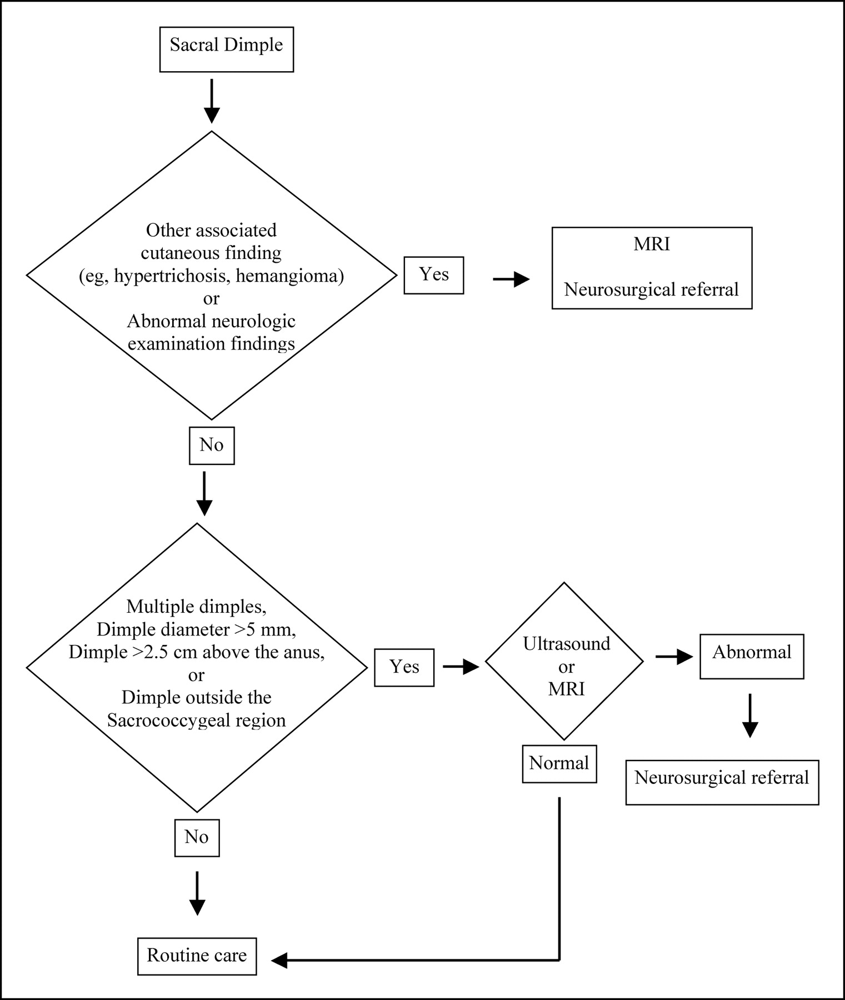 Sacral Dimple
Other associated
cutaneous finding
(eg, hypertrichosis, hemangioma)
or
Abnormal neurologic
examination findings
Yes
MRI
Neurosurgical referral
No
Multiple dimples,
Dimple diameter >5 mm,
Dimple >2.5 cm above the anus,
or
Dimple outside the
Sacrococcygeal region
Yes
Ultrasound
or
MRI
Abnormal
Normal
Neurosurgical referral
No
Routine care